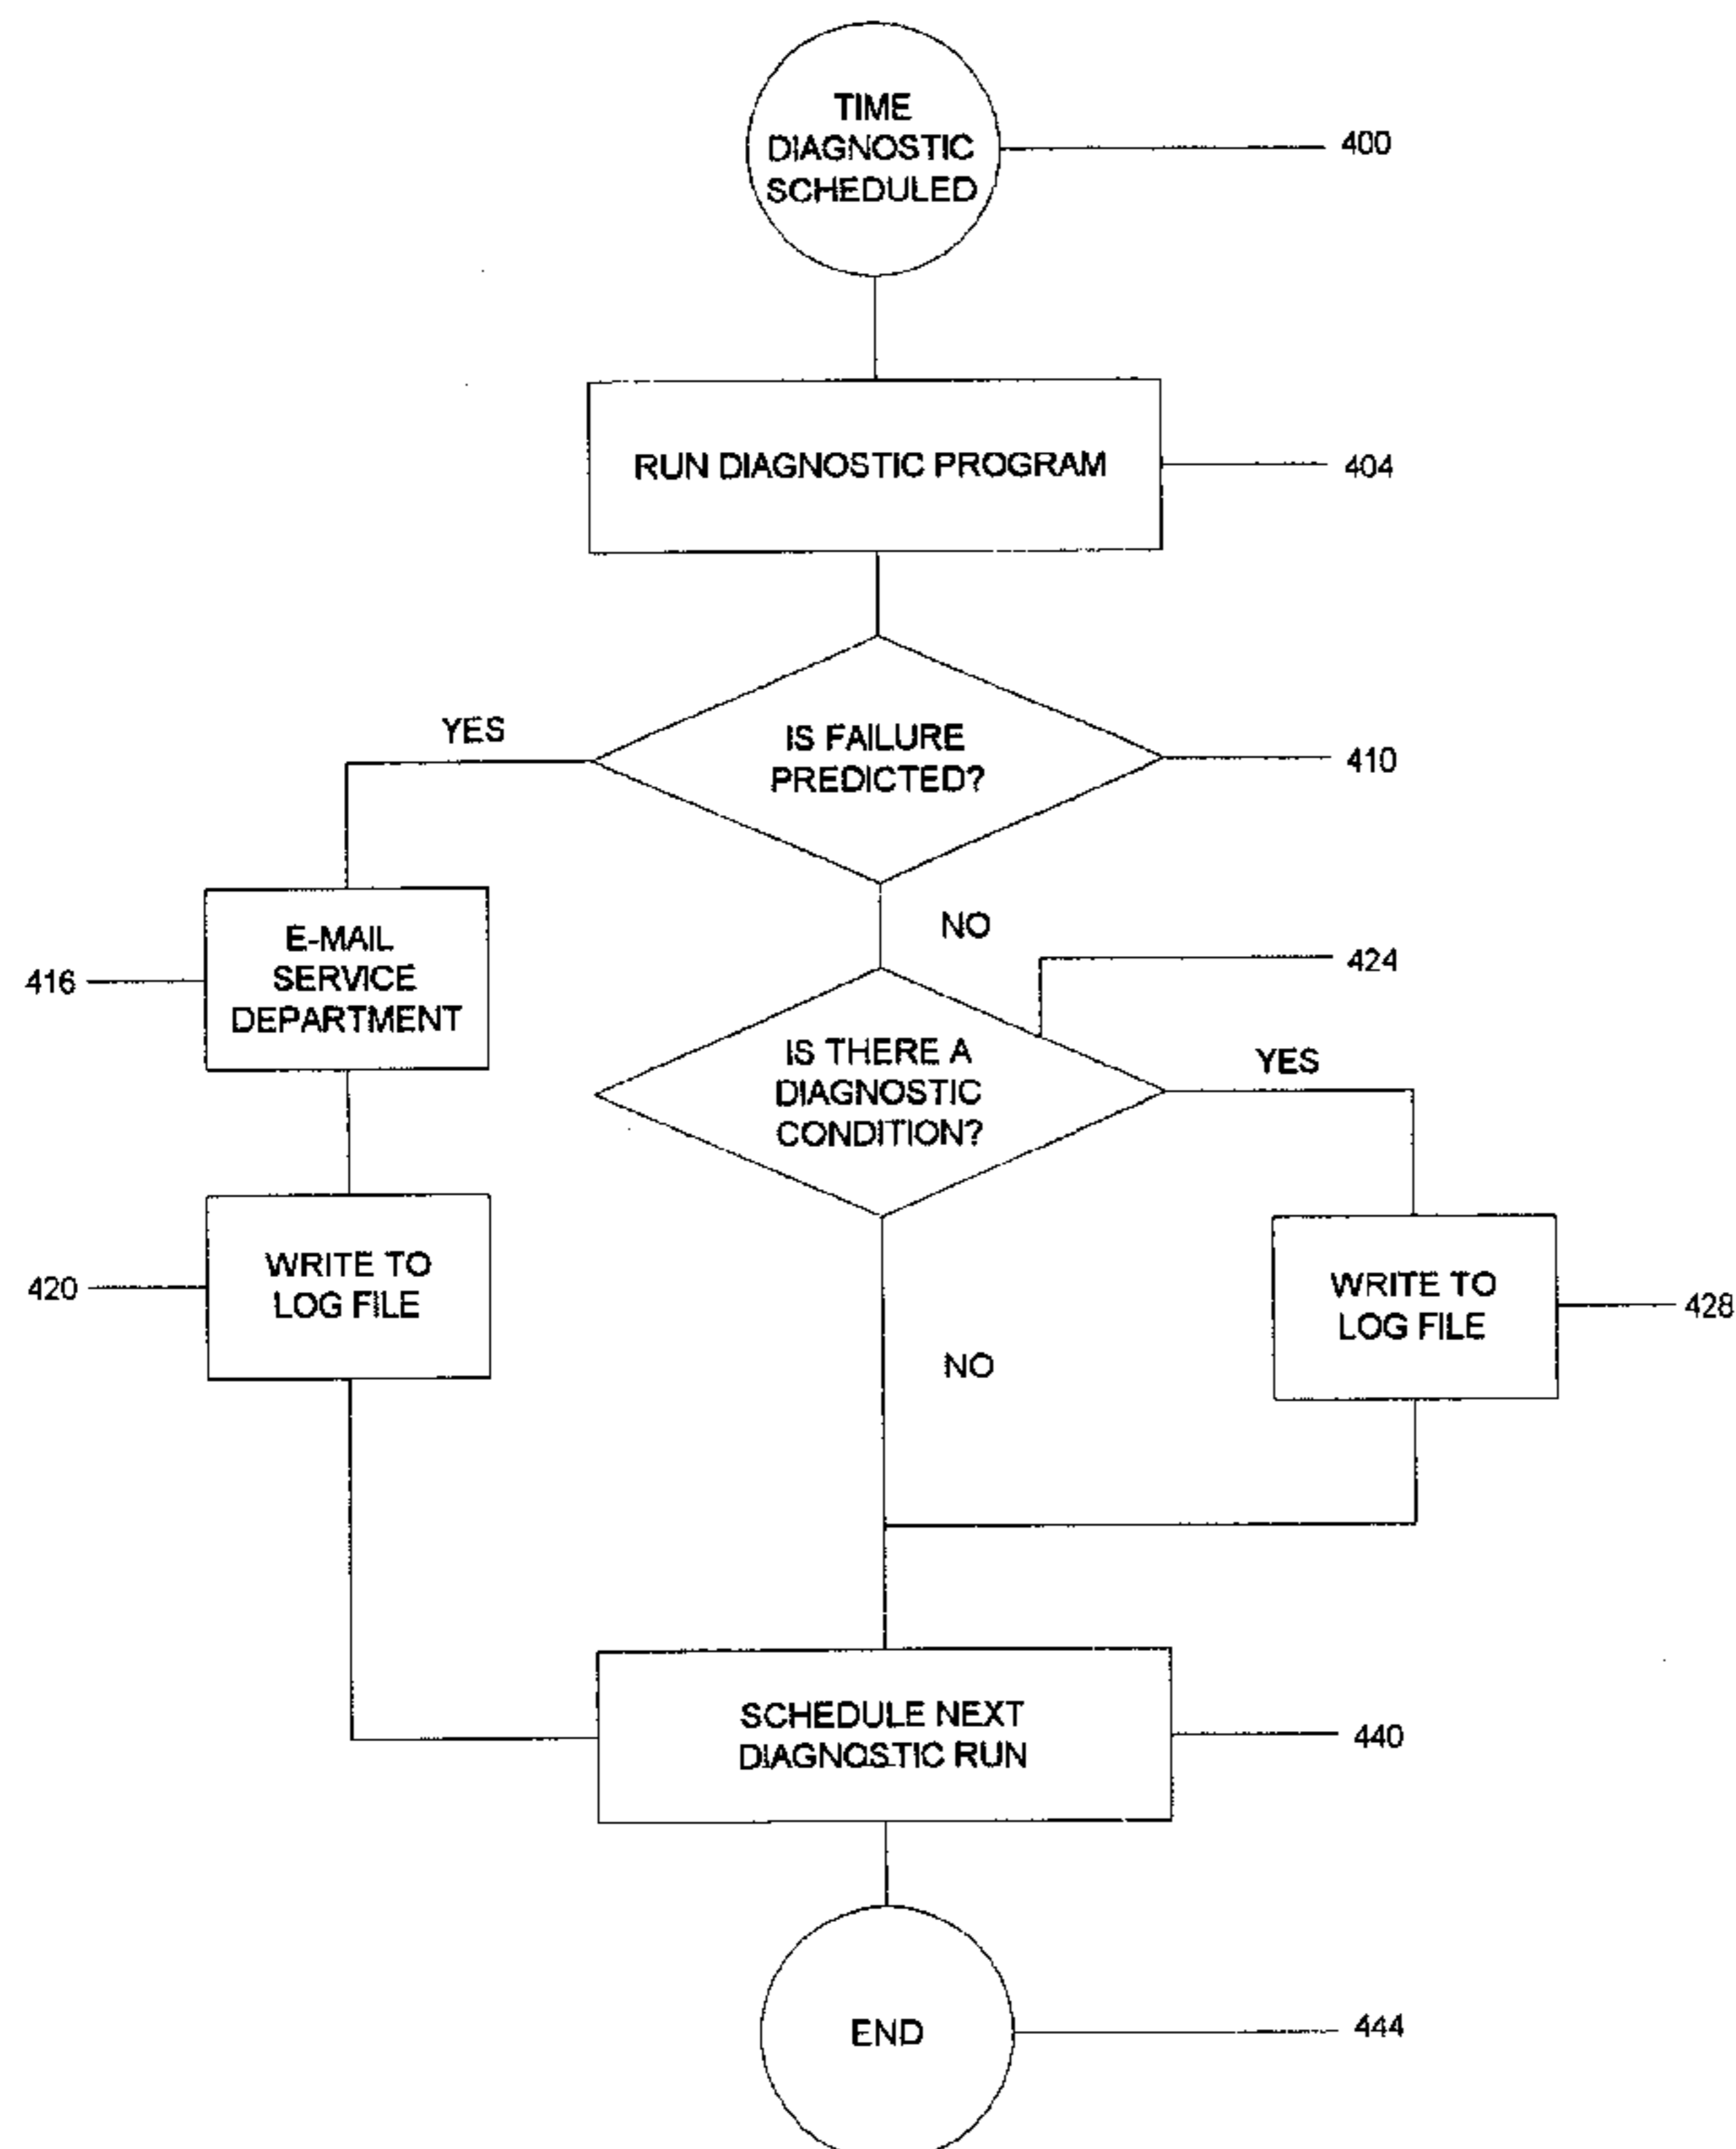 TIME
DIAGNOSTIC
SCHEDULED
400
RUN DIAGNOSTIC PROGRAM
404
YES
IS FAILURE
PREDICTED?
410
NO
424
E-MAIL
SERVICE
DEPARTMENT
416
IS THERE A
DIAGNOSTIC
CONDITION?
YES
WRITE TO
LOG FILE
420
WRITE TO
LOG FILE
428
NO
SCHEDULE NEXT
DIAGNOSTIC RUN
440
END
444